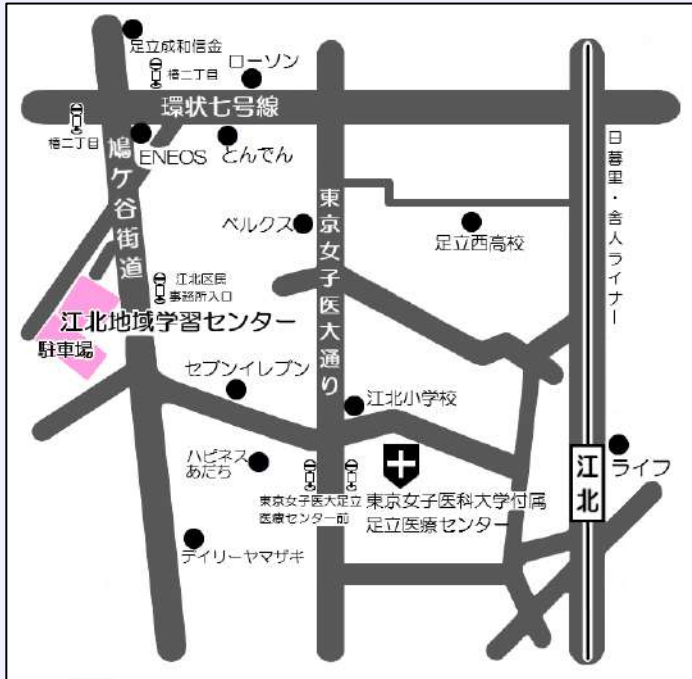 足立成和信金
椿二丁目
ローソン
環状七号線
椿二丁目
ENEOS
とんでん
鳩ケ谷街道
東京女子医大通り
日暮里・舎人ライナー
ベルクス
足立西高校
江北区民
事務所入口
江北地域学習センター
駐車場
セブンイレブン
江北小学校
ハピネス
あだち
江北
ライフ
東京女子医大足立
医療センター前
東京女子医科大学付属
足立医療センター
デイリーヤマザキ